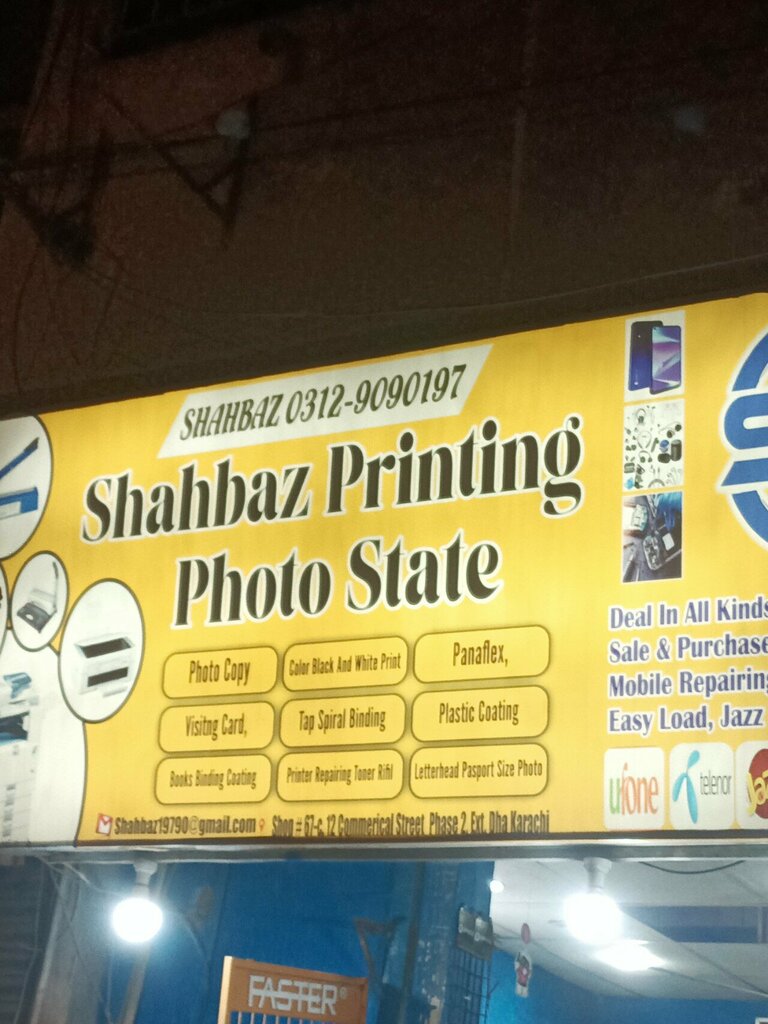 SHAHBAZ 0312-9090197
Shahbaz Printing
Photo State
Photo Copy
Color Black And White Print
Panaflex,
Visitng Card,
Tap Spiral Binding
Plastic Coating
Books Binding Coating
Printer Repairing Toner Rifil
Letterhead Pasport Size Photo
Shahbaz19790@gmail.com
Shop # 67-c, 12 Commerical Street Phase 2, Ext. Dha Karachi
Deal In All Kinds
Sale & Purchase
Mobile Repairing
Easy Load, Jazz
ufone
telenor
Jazz
FASTER®